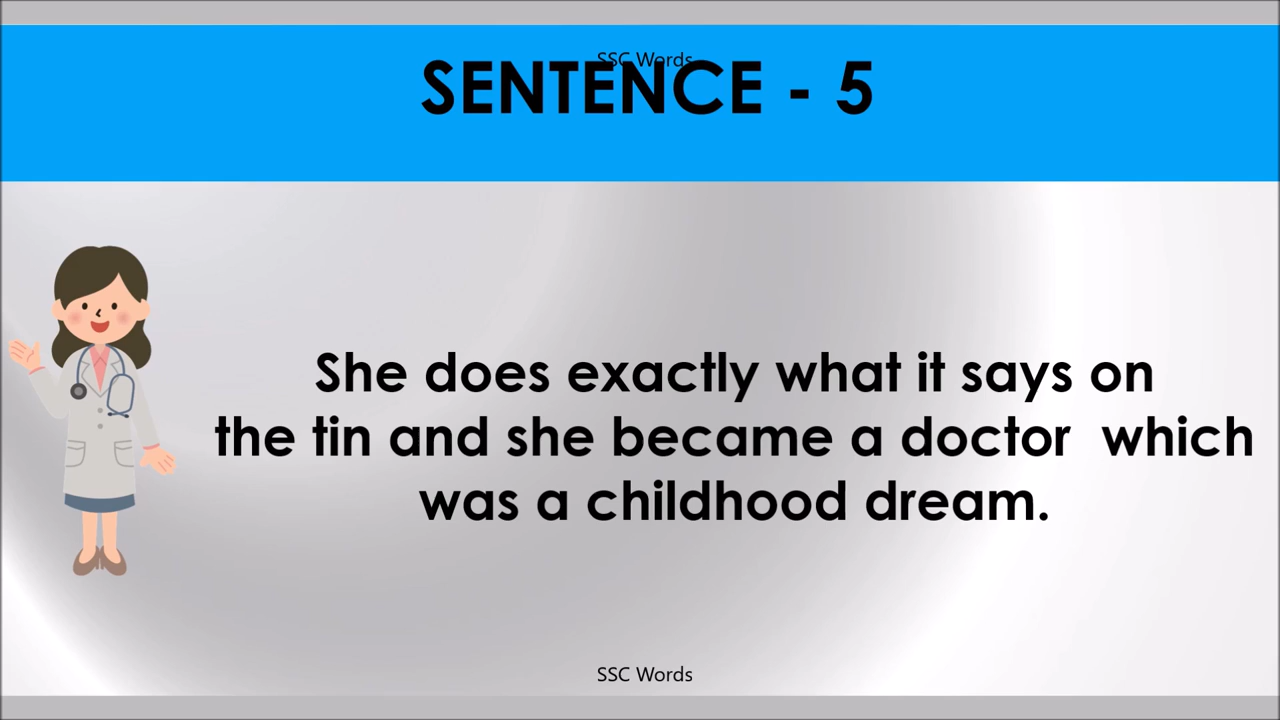 SSC Words
SENTENCE - 5
She does exactly what it says on
the tin and she became a doctor which
was a childhood dream.
SSC Words